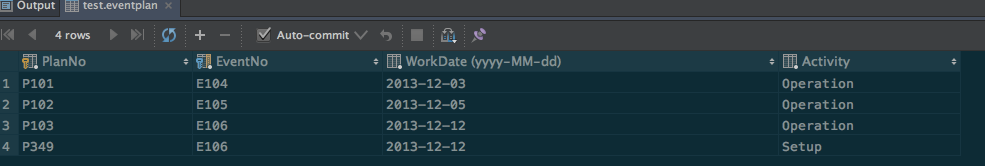 Output test.eventplan
4 rows Auto-commit
PlanNo EventNo WorkDate (yyyy-MM-dd) Activity
1 P101 E104 2013-12-03 Operation
2 P102 E105 2013-12-05 Operation
3 P103 E106 2013-12-12 Operation
4 P349 E106 2013-12-12 Setup